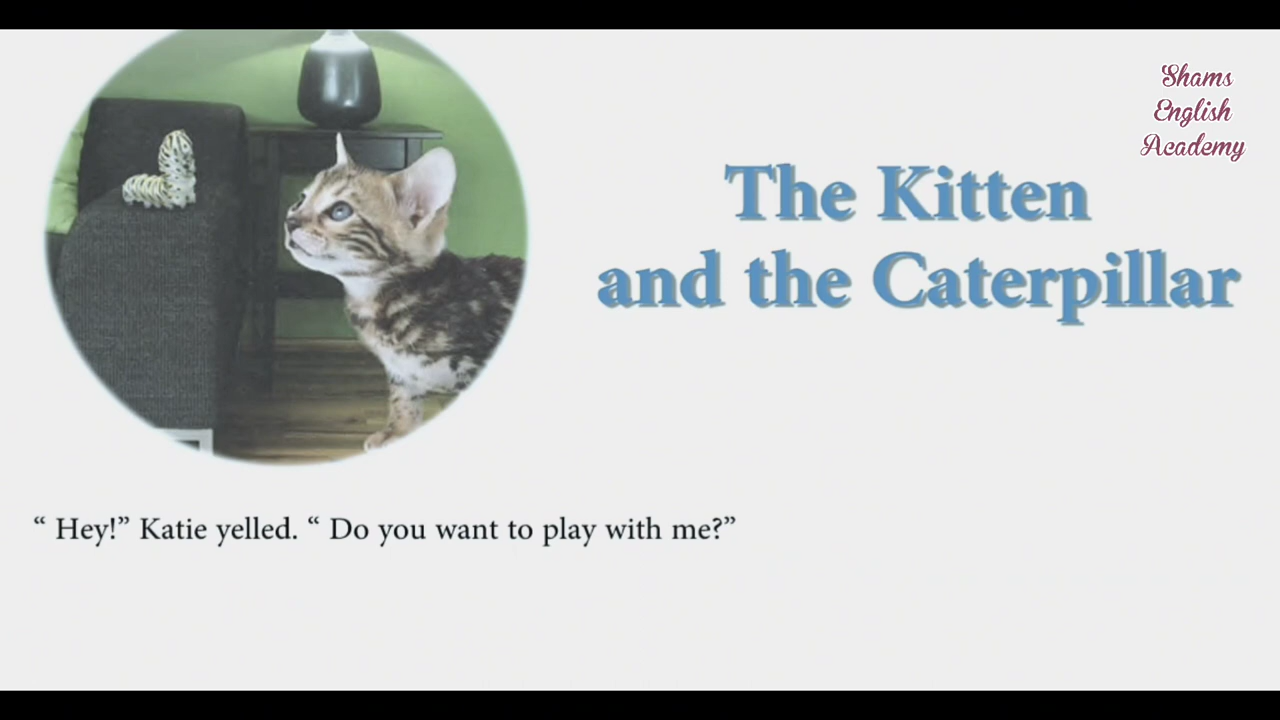 Shams
English
Academy
The Kitten
and the Caterpillar
“ Hey!” Katie yelled. “ Do you want to play with me?”